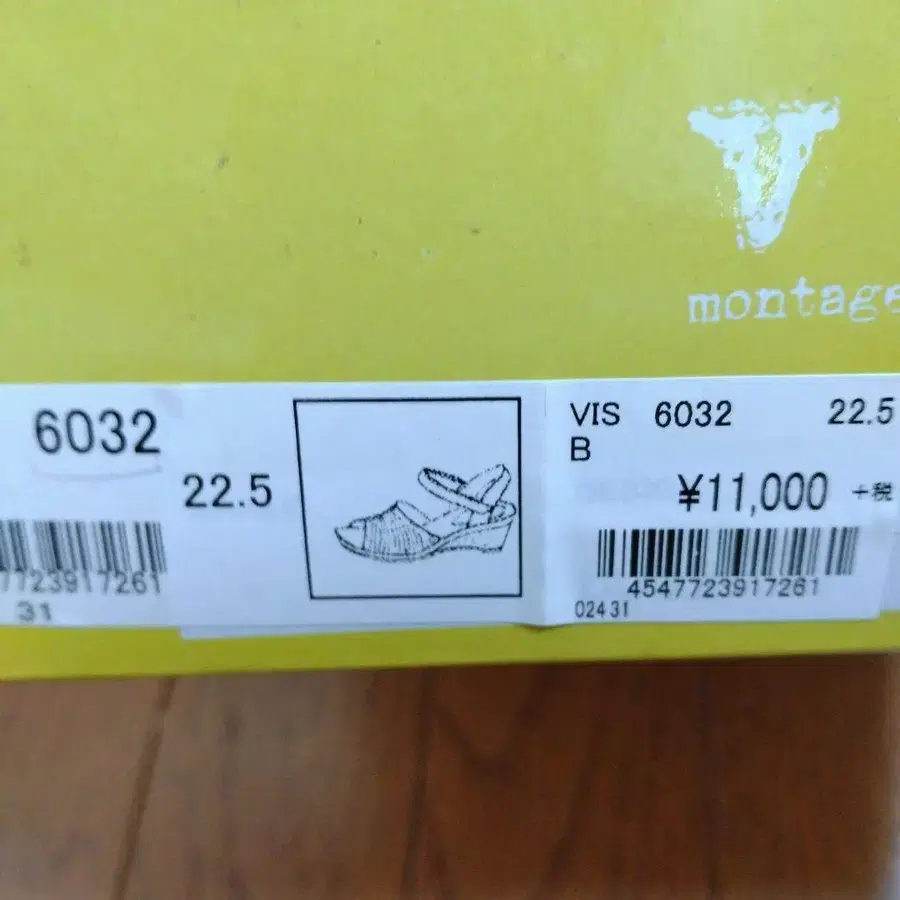 montage
6032
22.5
7723917261
31
VIS 6032 22.5
B
¥11,000 +税
4547723917261
02431